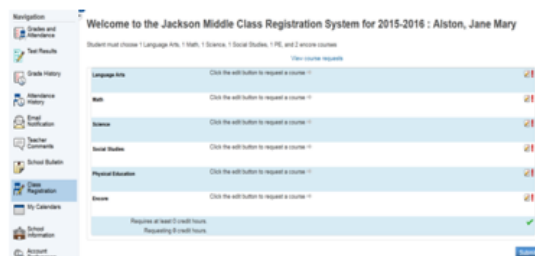 Navigation
Grades and
Attendance
Test Results
Grade History
Attendance
History
Email
Notification
Teacher
Comments
School Bulletin
Class
Registration
My Calendars
School
Information
Account
Welcome to the Jackson Middle Class Registration System for 2015-2016 : Alston, Jane Mary
Student must choose 1 Language Arts, 1 Math, 1 Science, 1 Social Studies, 1 PE, and 2 encore courses
View course requests
Language Arts Click the edit button to request a course
Math Click the edit button to request a course
Science Click the edit button to request a course
Social Studies Click the edit button to request a course
Physical Education Click the edit button to request a course
Encore Click the edit button to request a course
Requires at least 0 credit hours.
Requesting 0 credit hours.
Submit